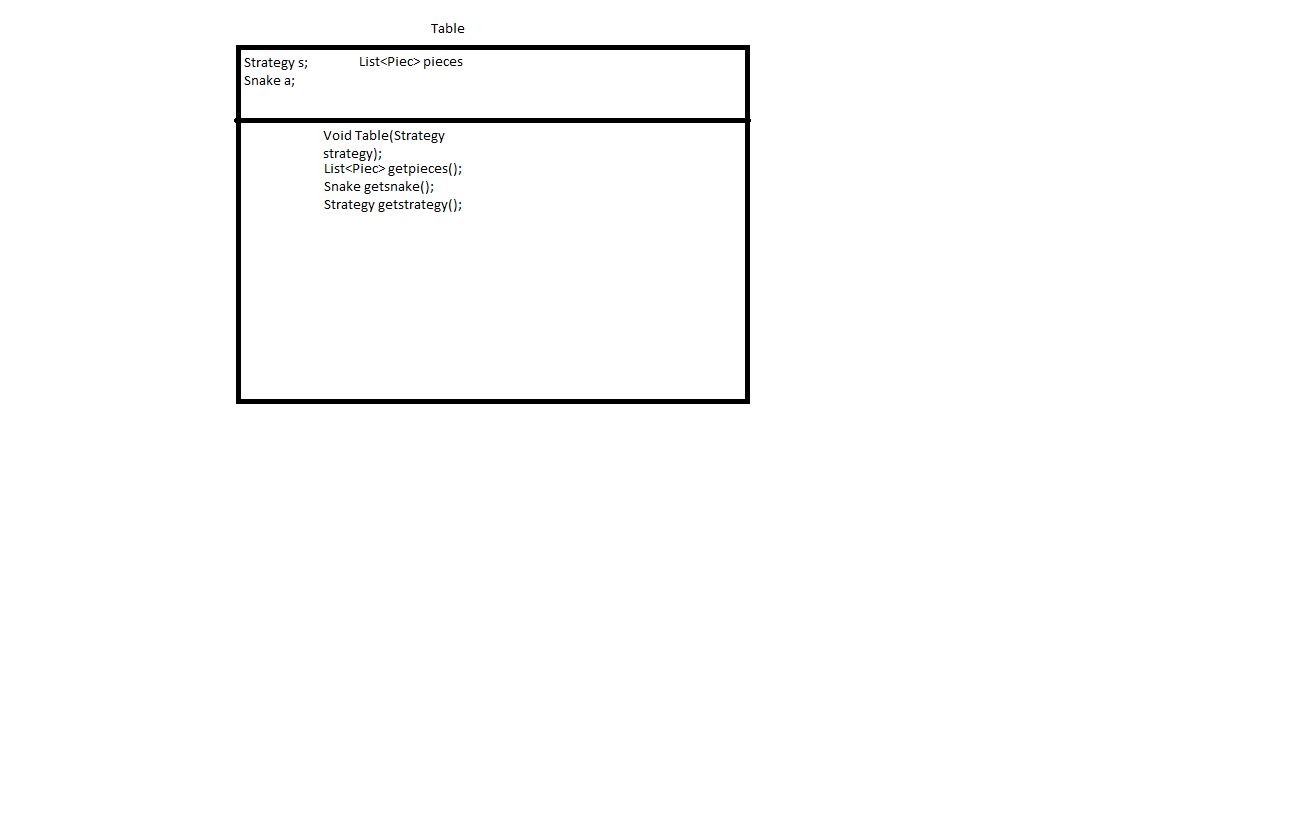 Table
Strategy s;
List<Piec> pieces
Snake a;
Void Table(Strategy
strategy);
List<Piec> getpieces();
Snake getsnake();
Strategy getstrategy();